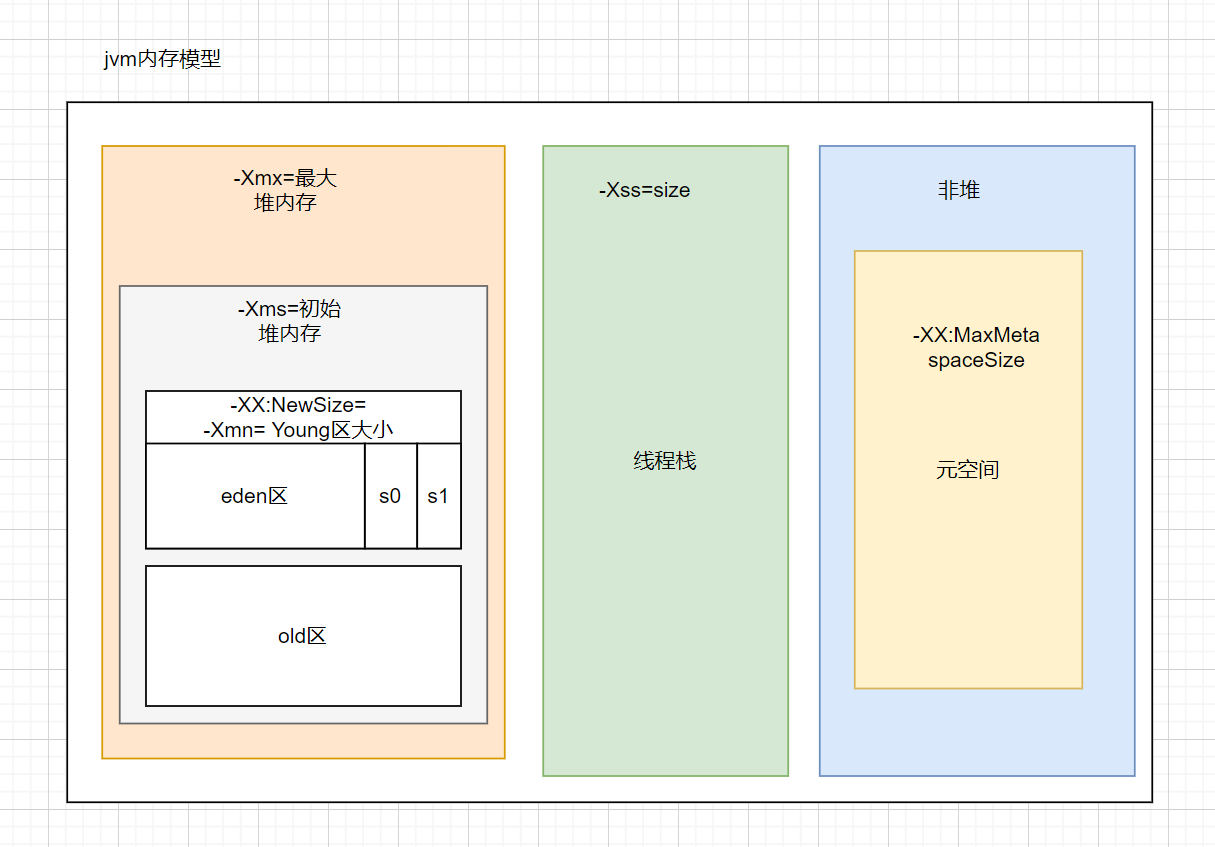 jvm内存模型
-Xmx=最大
堆内存
-Xms=初始
堆内存
-XX:NewSize=
-Xmn= Young区大小
eden区
s0
s1
old区
-Xss=size
线程栈
非堆
-XX:MaxMeta
spaceSize
元空间